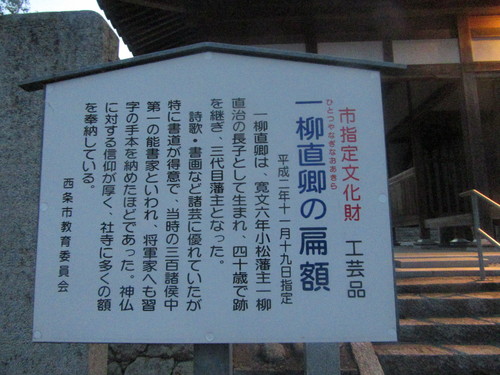 市指定文化財 工芸品
一柳直卿の扁額
ひとつやなぎなおあきら
平成二年十一月十九日指定
一柳直卿は、寛文六年小松藩主一柳
直治の長子として生まれ、四十歳で跡
を継ぎ、三代目藩主となった。
詩歌・書画など諸芸に優れていたが
特に書道が得意で、当時の三百諸侯中
第一の能書家といわれ、将軍家へも習
字の手本を納めたほどであった。神仏
に対する信仰が厚く、社寺に多くの額
を奉納している。
西条市教育委員会